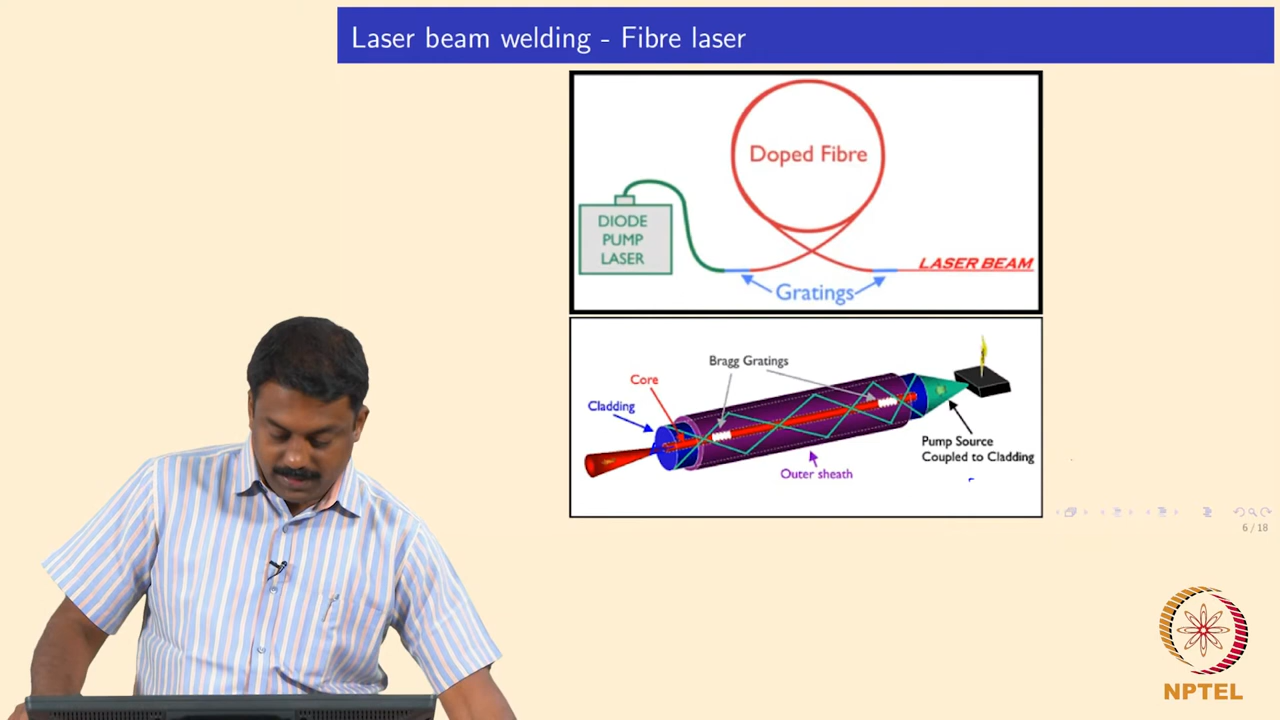 Laser beam welding - Fibre laser
Doped Fibre
DIODE
PUMP
LASER
LASER BEAM
Gratings
Bragg Gratings
Core
Cladding
Pump Source
Coupled to Cladding
Outer sheath
6 / 18
NPTEL